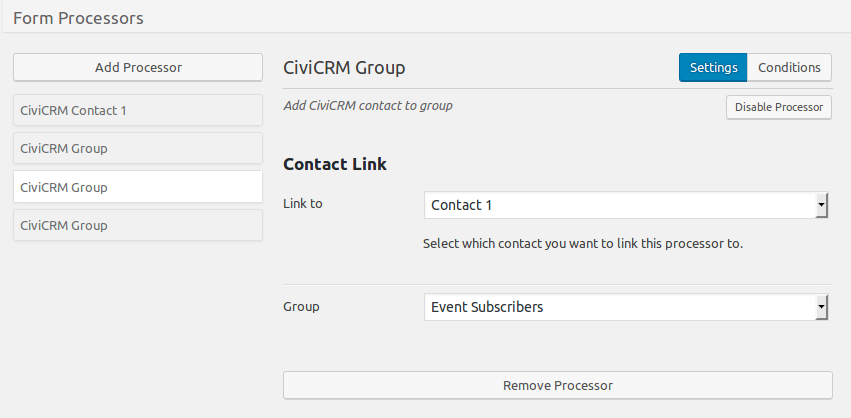 Form Processors
Add Processor
CiviCRM Contact 1
CiviCRM Group
CiviCRM Group
CiviCRM Group
CiviCRM Group
Settings
Conditions
Add CiviCRM contact to group
Disable Processor
Contact Link
Link to
Contact 1
Select which contact you want to link this processor to.
Group
Event Subscribers
Remove Processor